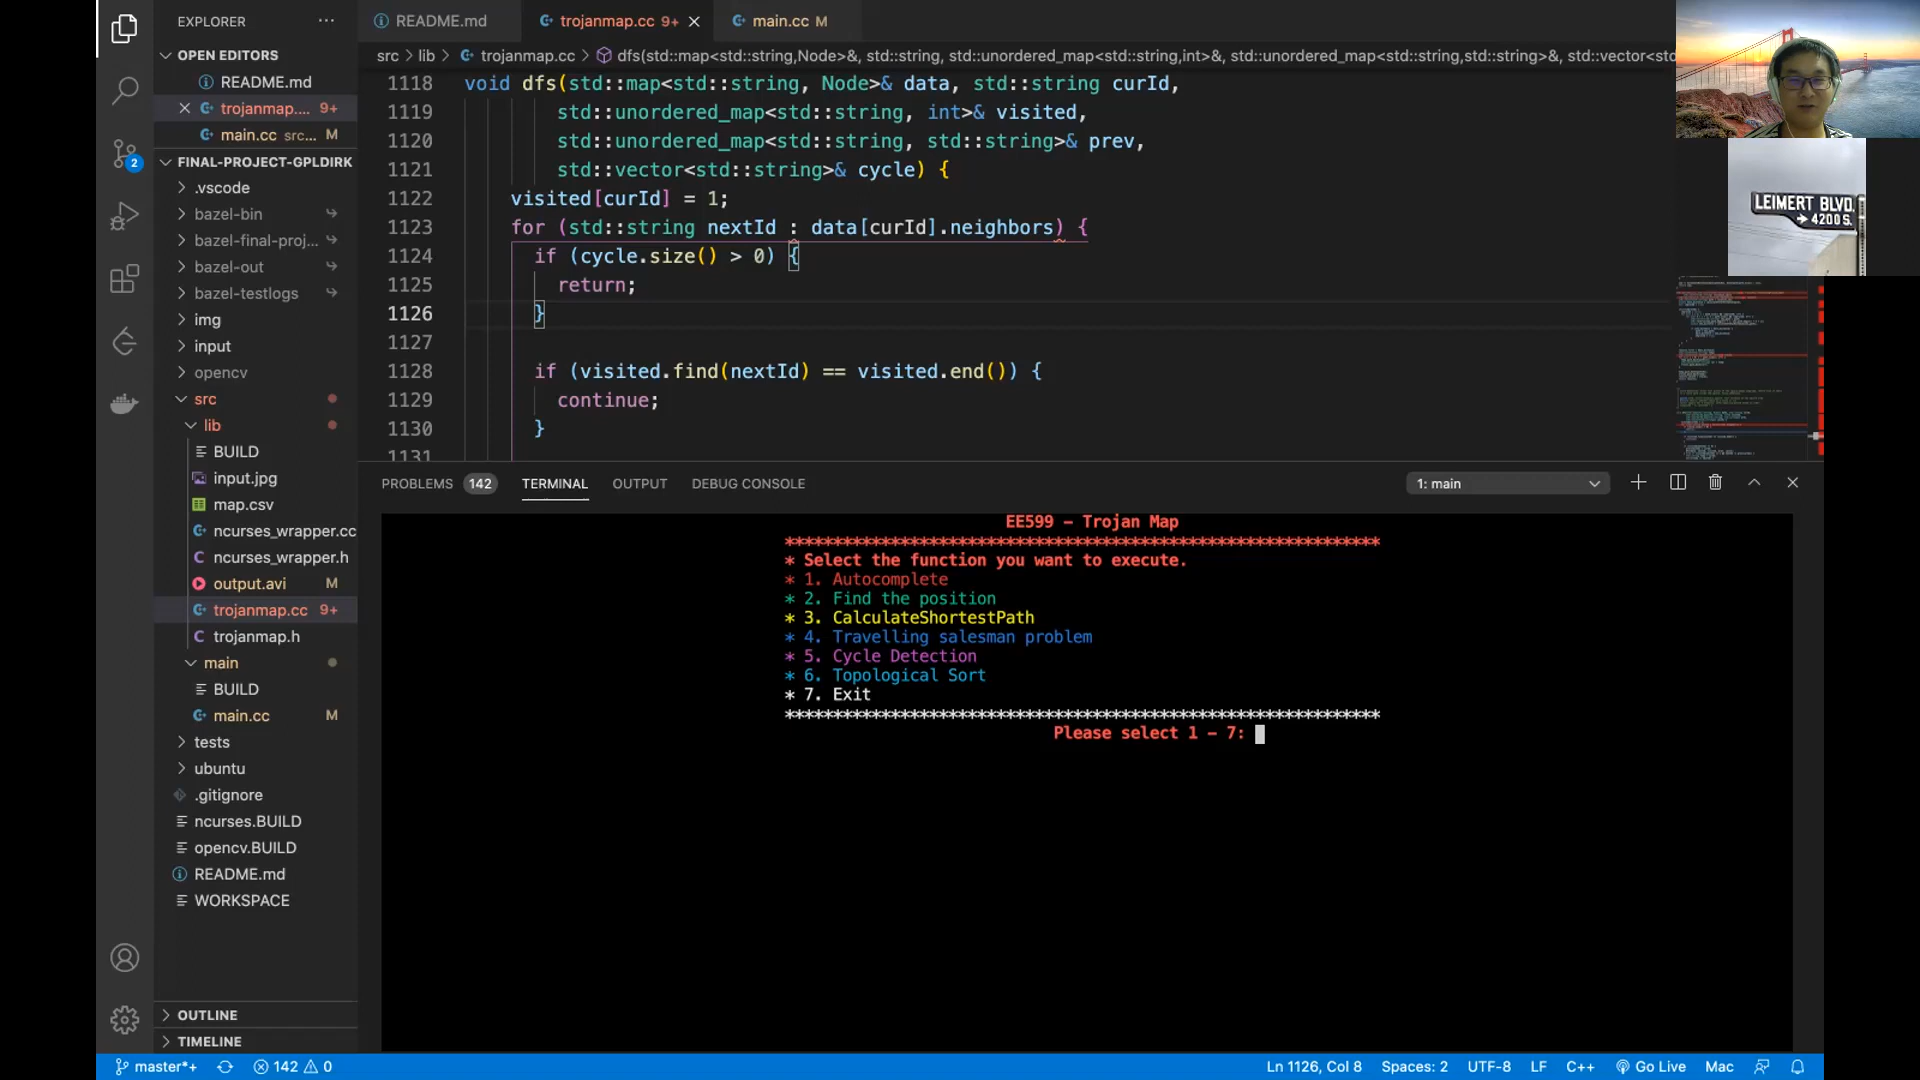 EXPLORER
README.md
trojanmap.cc 9+
main.cc M
OPEN EDITORS
README.md
trojanmap.... 9+
main.cc src... M
FINAL-PROJECT-GPLDIRK
.vscode
bazel-bin
bazel-final-proj...
bazel-out
bazel-testlogs
img
input
opencv
src
lib
BUILD
input.jpg
map.csv
ncurses_wrapper.cc
ncurses_wrapper.h
output.avi M
trojanmap.cc 9+
trojanmap.h
main
BUILD
main.cc M
tests
ubuntu
.gitignore
ncurses.BUILD
opencv.BUILD
README.md
WORKSPACE
OUTLINE
TIMELINE
2
src > lib > trojanmap.cc > dfs(std::map<std::string,Node>&, std::string, std::unordered_map<std::string,int>&, std::unordered_map<std::string,std::string>&, std::vector<std
1118 void dfs(std::map<std::string, Node>& data, std::string curId,
1119 std::unordered_map<std::string, int>& visited,
1120 std::unordered_map<std::string, std::string>& prev,
1121 std::vector<std::string>& cycle) {
1122 visited[curId] = 1;
1123 for (std::string nextId : data[curId].neighbors) {
1124 if (cycle.size() > 0) {
1125 return;
1126 }
1127
1128 if (visited.find(nextId) == visited.end()) {
1129 continue;
1130 }
1131
LEIMERT BLVD.
4200 S.
PROBLEMS 142 TERMINAL OUTPUT DEBUG CONSOLE 1: main
EE599 - Trojan Map
**************************************************************
* Select the function you want to execute.
* 1. Autocomplete
* 2. Find the position
* 3. CalculateShortestPath
* 4. Travelling salesman problem
* 5. Cycle Detection
* 6. Topological Sort
* 7. Exit
**************************************************************
Please select 1 - 7:
master*+ 142 0 Ln 1126, Col 8 Spaces: 2 UTF-8 LF C++ Go Live Mac